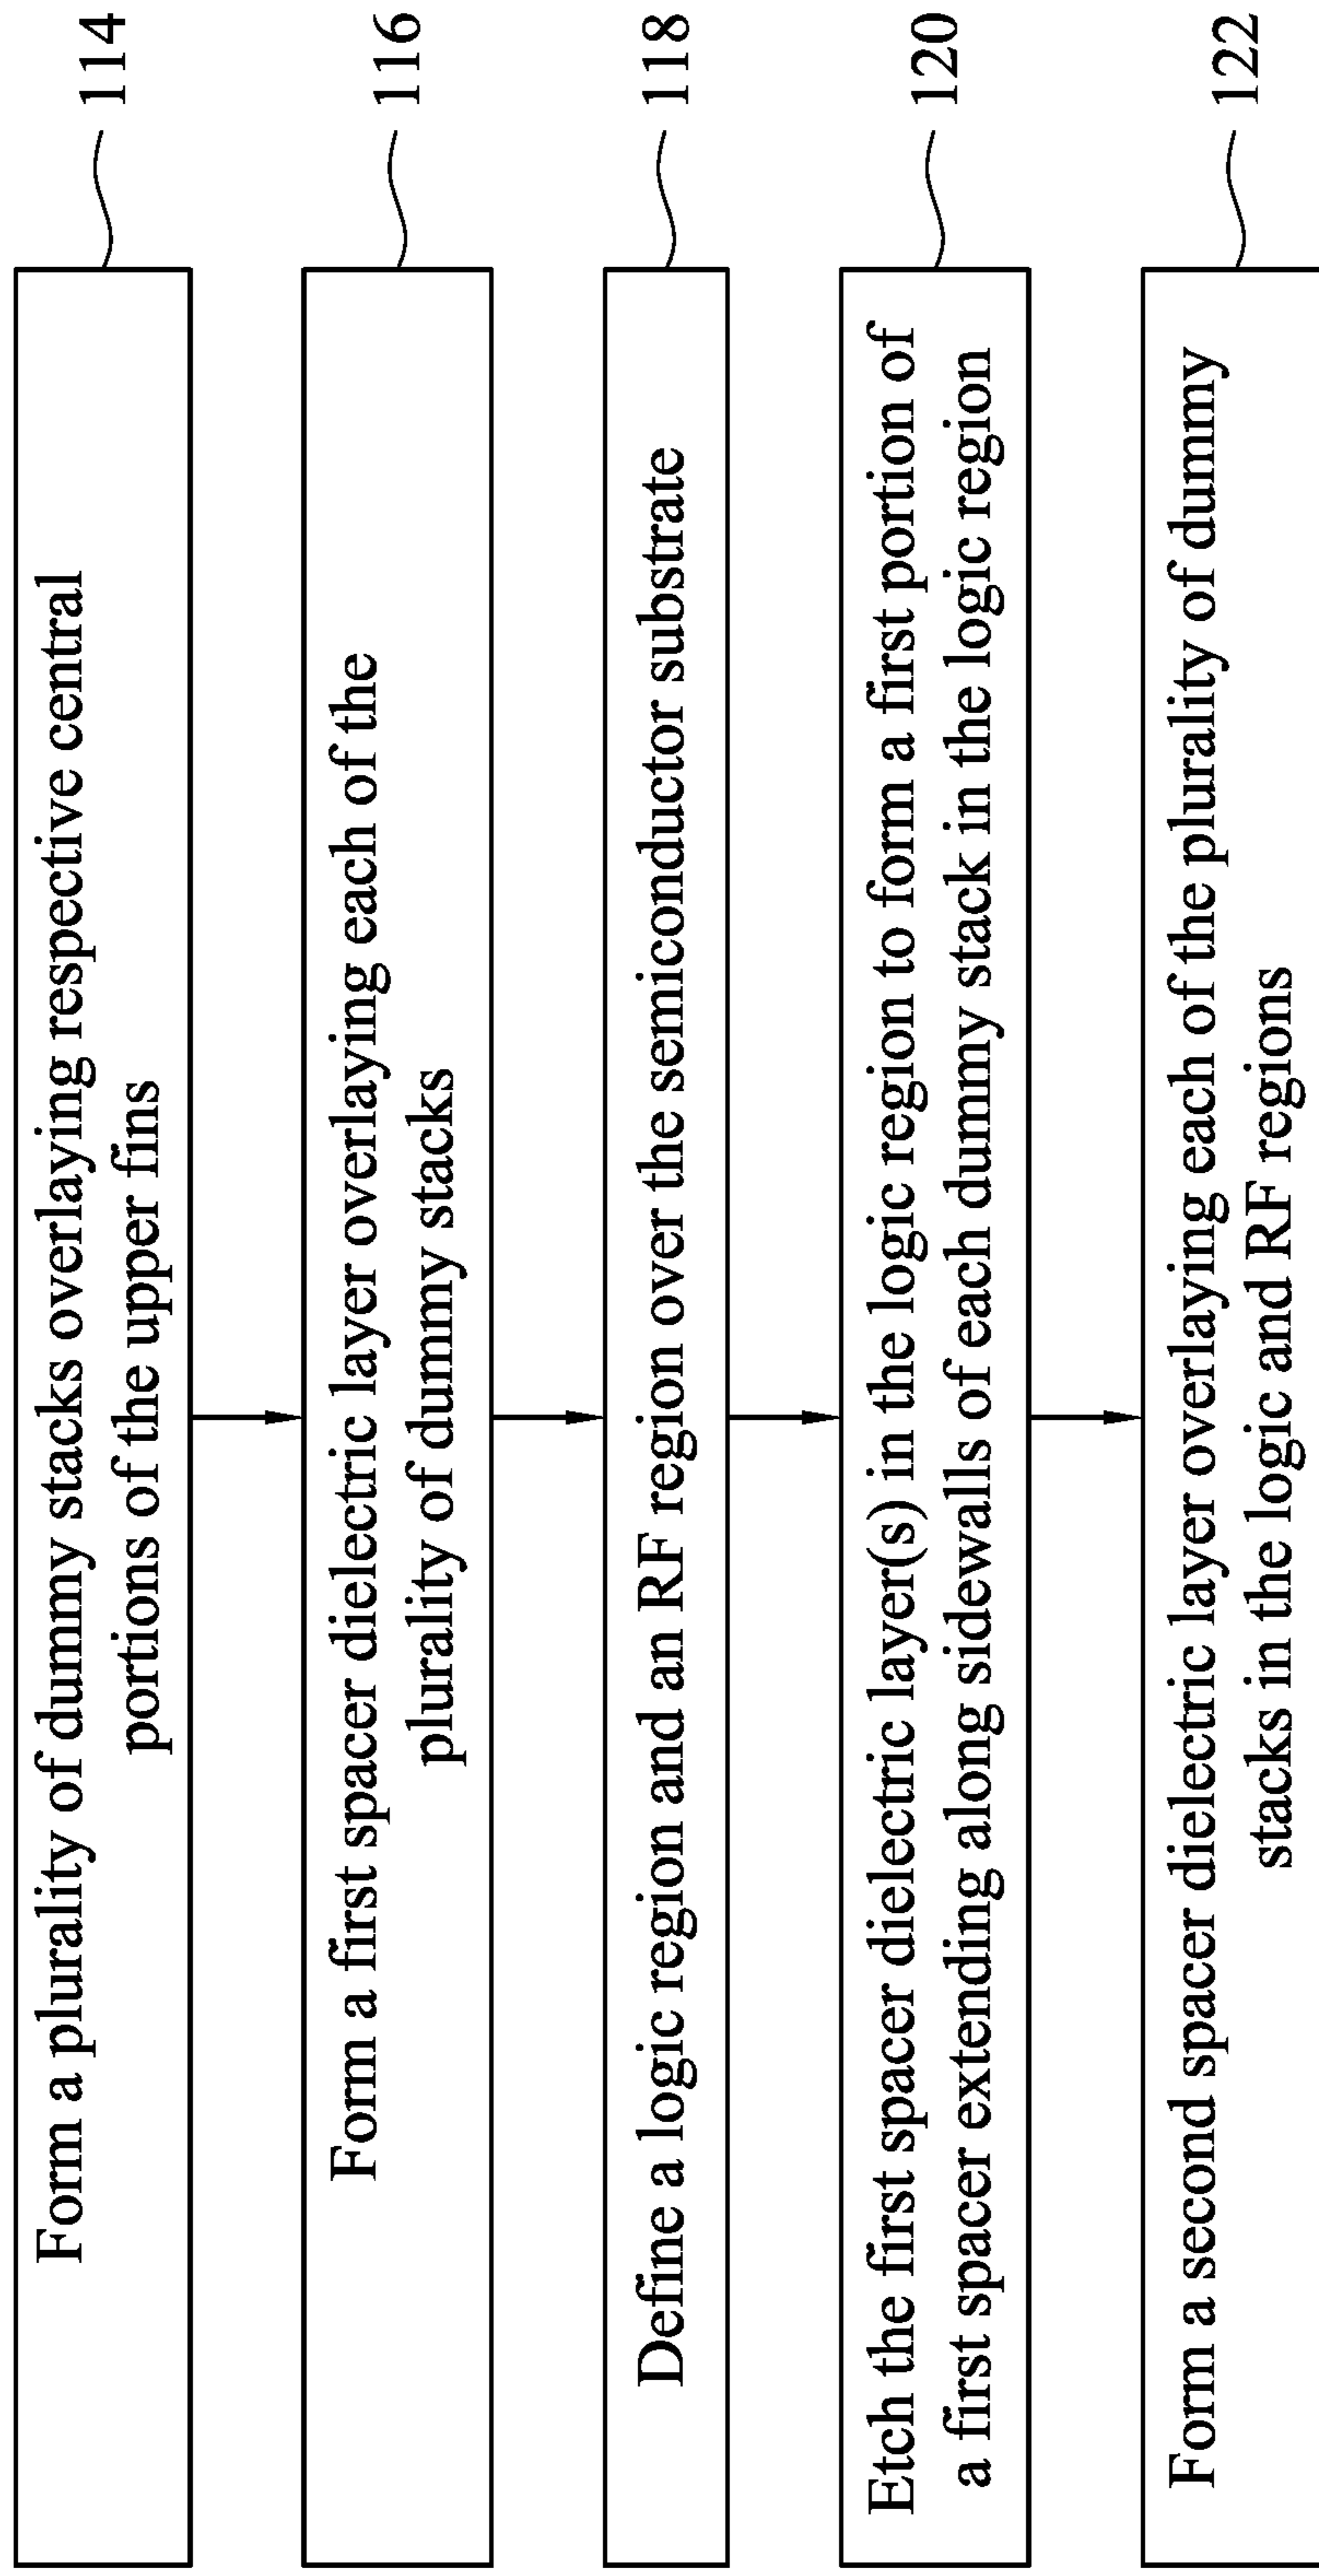 Form a plurality of dummy stacks overlaying respective central
portions of the upper fins
114
Form a first spacer dielectric layer overlaying each of the
plurality of dummy stacks
116
Define a logic region and an RF region over the semiconductor substrate
118
Etch the first spacer dielectric layer(s) in the logic region to form a first portion of
a first spacer extending along sidewalls of each dummy stack in the logic region
120
Form a second spacer dielectric layer overlaying each of the plurality of dummy
stacks in the logic and RF regions
122